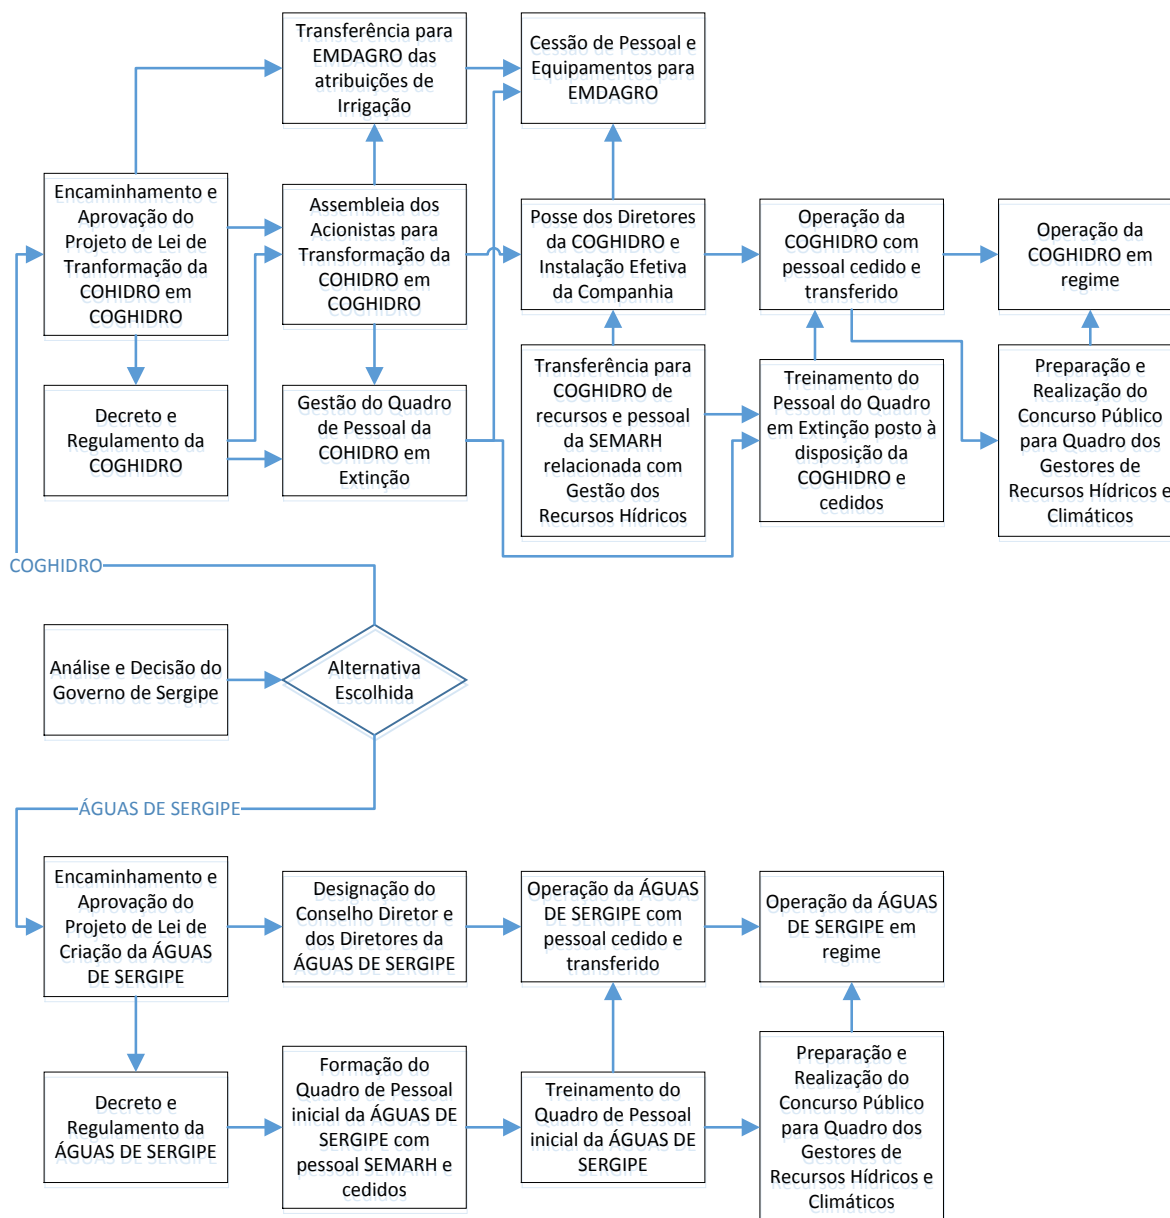 Transferência para
EMDAGRO das
atribuições de
Irrigação
Cessão de Pessoal e
Equipamentos para
EMDAGRO
Encaminhamento e
Aprovação do
Projeto de Lei de
Tranformação da
COHIDRO em
COGHIDRO
Assembleia dos
Acionistas para
Transformação da
COHIDRO em
COGHIDRO
Posse dos Diretores
da COGHIDRO e
Instalação Efetiva
da Companhia
Operação da
COGHIDRO com
pessoal cedido e
transferido
Operação da
COGHIDRO em
regime
Decreto e
Regulamento da
COGHIDRO
Gestão do Quadro
de Pessoal da
COHIDRO em
Extinção
Transferência para
COGHIDRO de
recursos e pessoal
da SEMARH
relacionada com
Gestão dos
Recursos Hídricos
Treinamento do
Pessoal do Quadro
em Extinção posto à
disposição da
COGHIDRO e
cedidos
Preparação e
Realização do
Concurso Público
para Quadro dos
Gestores de
Recursos Hídricos e
Climáticos
COGHIDRO
Análise e Decisão do
Governo de Sergipe
Alternativa
Escolhida
ÁGUAS DE SERGIPE
Encaminhamento e
Aprovação do
Projeto de Lei de
Criação da ÁGUAS
DE SERGIPE
Designação do
Conselho Diretor e
dos Diretores da
ÁGUAS DE SERGIPE
Operação da ÁGUAS
DE SERGIPE com
pessoal cedido e
transferido
Operação da ÁGUAS
DE SERGIPE em
regime
Decreto e
Regulamento da
ÁGUAS DE SERGIPE
Formação do
Quadro de Pessoal
inicial da ÁGUAS DE
SERGIPE com
pessoal SEMARH e
cedidos
Treinamento do
Quadro de Pessoal
inicial da ÁGUAS DE
SERGIPE
Preparação e
Realização do
Concurso Público
para Quadro dos
Gestores de
Recursos Hídricos e
Climáticos